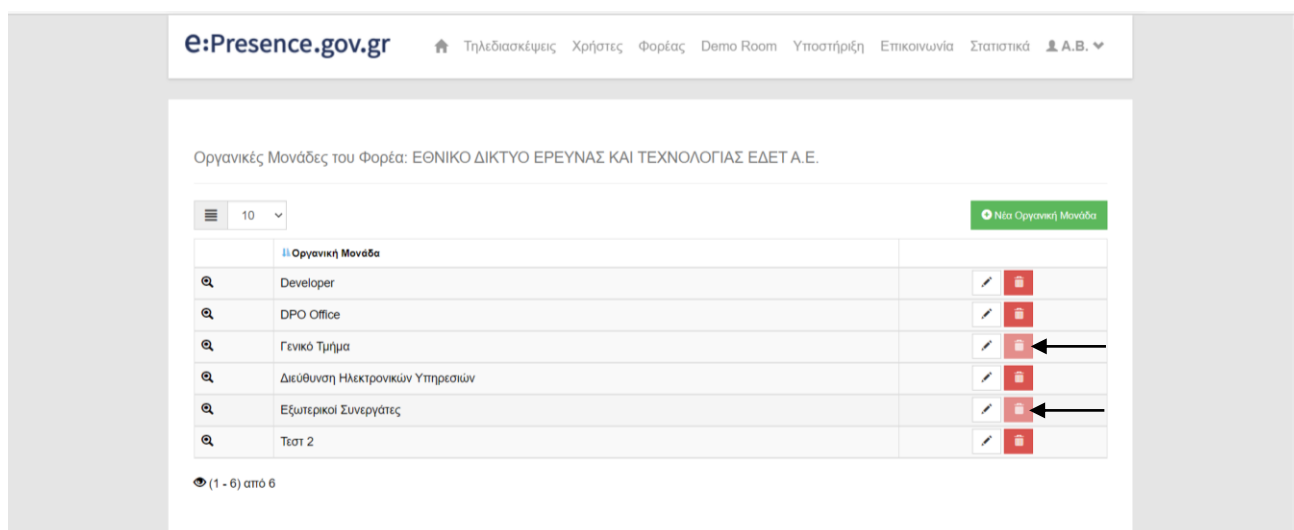 e:Presence.gov.gr Τηλεδιασκέψεις Χρήστες Φορέας Demo Room Υποστήριξη Επικοινωνία Στατιστικά A.B.
Οργανικές Μονάδες του Φορέα: ΕΘΝΙΚΟ ΔΙΚΤΥΟ ΕΡΕΥΝΑΣ ΚΑΙ ΤΕΧΝΟΛΟΓΙΑΣ ΕΔΕΤ Α.Ε.
10 Νέα Οργανική Μονάδα
Οργανική Μονάδα
Developer
DPO Office
Γενικό Τμήμα
Διεύθυνση Ηλεκτρονικών Υπηρεσιών
Εξωτερικοί Συνεργάτες
Τεστ 2
(1 - 6) από 6